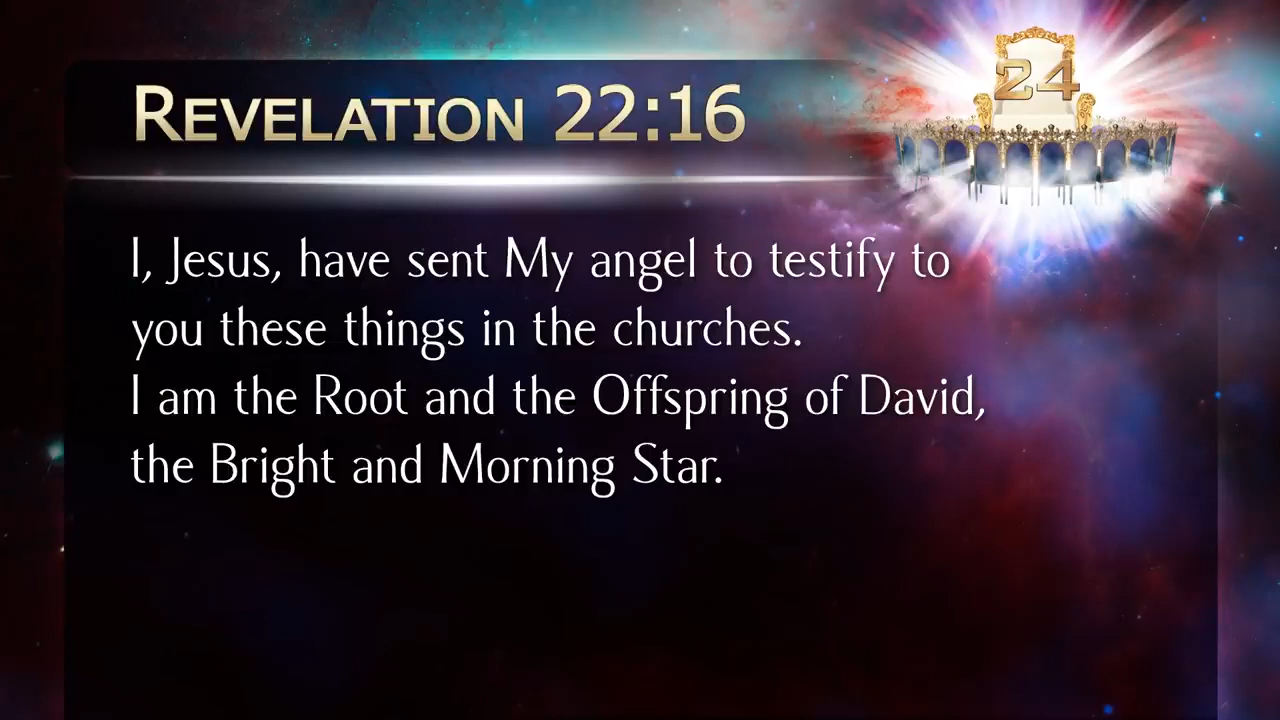 24
REVELATION 22:16
I, Jesus, have sent My angel to testify to
you these things in the churches.
I am the Root and the Offspring of David,
the Bright and Morning Star.